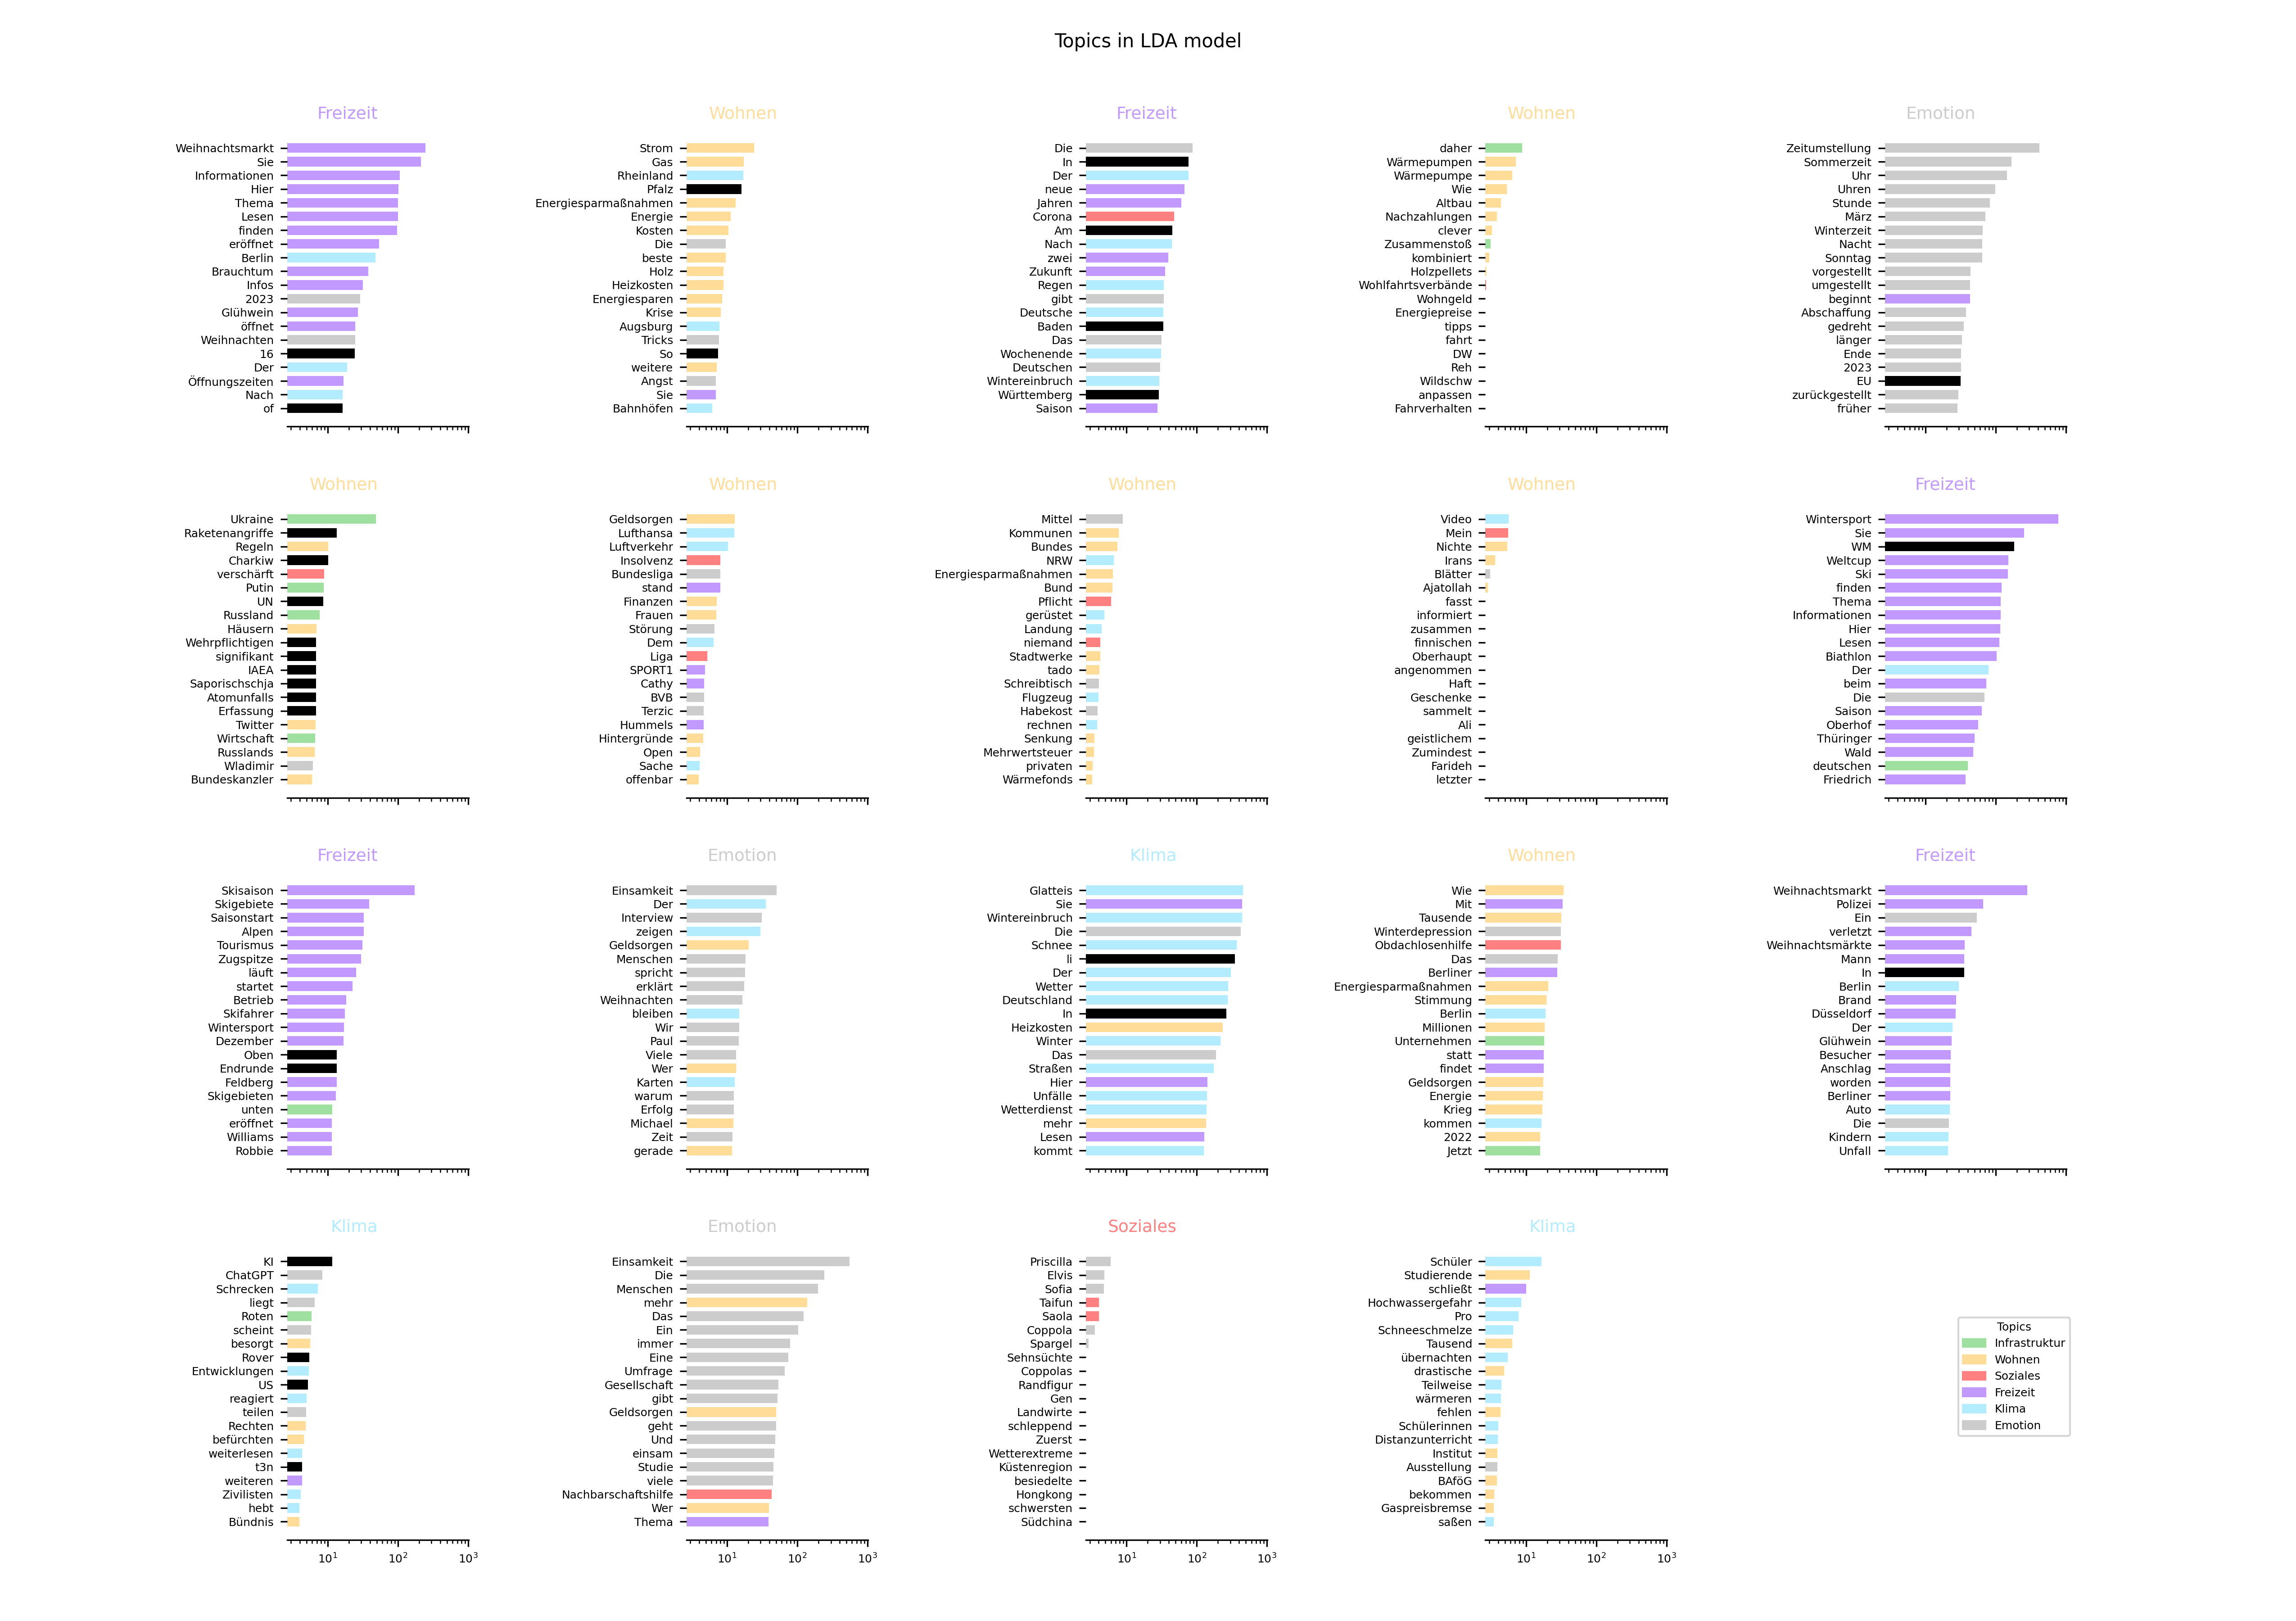 Topics in LDA model
Freizeit
Weihnachtsmarkt
Sie
Informationen
Hier
Thema
Lesen
finden
eröffnet
Berlin
Brauchtum
Infos
2023
Glühwein
öffnet
Weihnachten
16
Der
Öffnungszeiten
Nach
of
Wohnen
Strom
Gas
Rheinland
Pfalz
Energiesparmaßnahmen
Energie
Kosten
Die
beste
Holz
Heizkosten
Energiesparen
Krise
Augsburg
Tricks
So
weitere
Angst
Sie
Bahnhöfen
Freizeit
Die
In
Der
neue
Jahren
Corona
Am
Nach
zwei
Zukunft
Regen
gibt
Deutsche
Baden
Das
Wochenende
Deutschen
Wintereinbruch
Württemberg
Saison
Wohnen
daher
Wärmepumpen
Wärmepumpe
Wie
Altbau
Nachzahlungen
clever
Zusammenstoß
kombiniert
Holzpellets
Wohlfahrtsverbände
Wohngeld
Energiepreise
tipps
fahrt
DW
Reh
Wildschw
anpassen
Fahrverhalten
Emotion
Zeitumstellung
Sommerzeit
Uhr
Uhren
Stunde
März
Winterzeit
Nacht
Sonntag
vorgestellt
umgestellt
beginnt
Abschaffung
gedreht
länger
Ende
2023
EU
zurückgestellt
früher
Wohnen
Ukraine
Raketenangriffe
Regeln
Charkiw
verschärft
Putin
UN
Russland
Häusern
Wehrpflichtigen
signifikant
IAEA
Saporischschja
Atomunfalls
Erfassung
Twitter
Wirtschaft
Russlands
Wladimir
Bundeskanzler
Wohnen
Geldsorgen
Lufthansa
Luftverkehr
Insolvenz
Bundesliga
stand
Finanzen
Frauen
Störung
Dem
Liga
SPORT1
Cathy
BVB
Terzic
Hummels
Hintergründe
Open
Sache
offenbar
Wohnen
Mittel
Kommunen
Bundes
NRW
Energiesparmaßnahmen
Bund
Pflicht
gerüstet
Landung
niemand
Stadtwerke
tado
Schreibtisch
Flugzeug
Habekost
rechnen
Senkung
Mehrwertsteuer
privaten
Wärmefonds
Wohnen
Video
Mein
Nichte
Irans
Blätter
Ajatollah
fasst
informiert
zusammen
finnischen
Oberhaupt
angenommen
Haft
Geschenke
sammelt
Ali
geistlichem
Zumindest
Farideh
letzter
Freizeit
Wintersport
Sie
WM
Weltcup
Ski
finden
Thema
Informationen
Hier
Lesen
Biathlon
Der
beim
Die
Saison
Oberhof
Thüringer
Wald
deutschen
Friedrich
Freizeit
Skisaison
Skigebiete
Saisonstart
Alpen
Tourismus
Zugspitze
läuft
startet
Betrieb
Skifahrer
Wintersport
Dezember
Oben
Endrunde
Feldberg
Skigebieten
unten
eröffnet
Williams
Robbie
Emotion
Einsamkeit
Der
Interview
zeigen
Geldsorgen
Menschen
spricht
erklärt
Weihnachten
bleiben
Wir
Paul
Viele
Wer
Karten
warum
Erfolg
Michael
Zeit
gerade
Klima
Glatteis
Sie
Wintereinbruch
Die
Schnee
li
Der
Wetter
Deutschland
In
Heizkosten
Winter
Das
Straßen
Hier
Unfälle
Wetterdienst
mehr
Lesen
kommt
Wohnen
Wie
Mit
Tausende
Winterdepression
Obdachlosenhilfe
Das
Berliner
Energiesparmaßnahmen
Stimmung
Berlin
Millionen
Unternehmen
statt
findet
Geldsorgen
Energie
Krieg
kommen
2022
Jetzt
Freizeit
Weihnachtsmarkt
Polizei
Ein
verletzt
Weihnachtsmärkte
Mann
In
Berlin
Brand
Düsseldorf
Der
Glühwein
Besucher
Anschlag
worden
Berliner
Auto
Die
Kindern
Unfall
Klima
KI
ChatGPT
Schrecken
liegt
Roten
scheint
besorgt
Rover
Entwicklungen
US
reagiert
teilen
Rechten
befürchten
weiterlesen
t3n
weiteren
Zivilisten
hebt
Bündnis
10¹ 10² 10³
Emotion
Einsamkeit
Die
Menschen
mehr
Das
Ein
immer
Eine
Umfrage
Gesellschaft
gibt
Geldsorgen
geht
Und
einsam
Studie
viele
Nachbarschaftshilfe
Wer
Thema
10¹ 10² 10³
Soziales
Priscilla
Elvis
Sofia
Taifun
Saola
Coppola
Spargel
Sehnsüchte
Coppolas
Randfigur
Gen
Landwirte
schleppend
Zuerst
Wetterextreme
Küstenregion
besiedelte
Hongkong
schwersten
Südchina
10¹ 10² 10³
Klima
Schüler
Studierende
schließt
Hochwassergefahr
Pro
Schneeschmelze
Tausend
übernachten
drastische
Teilweise
wärmeren
fehlen
Schülerinnen
Distanzunterricht
Institut
Ausstellung
BAföG
bekommen
Gaspreisbremse
saßen
10¹ 10² 10³
Topics
Infrastruktur
Wohnen
Soziales
Freizeit
Klima
Emotion